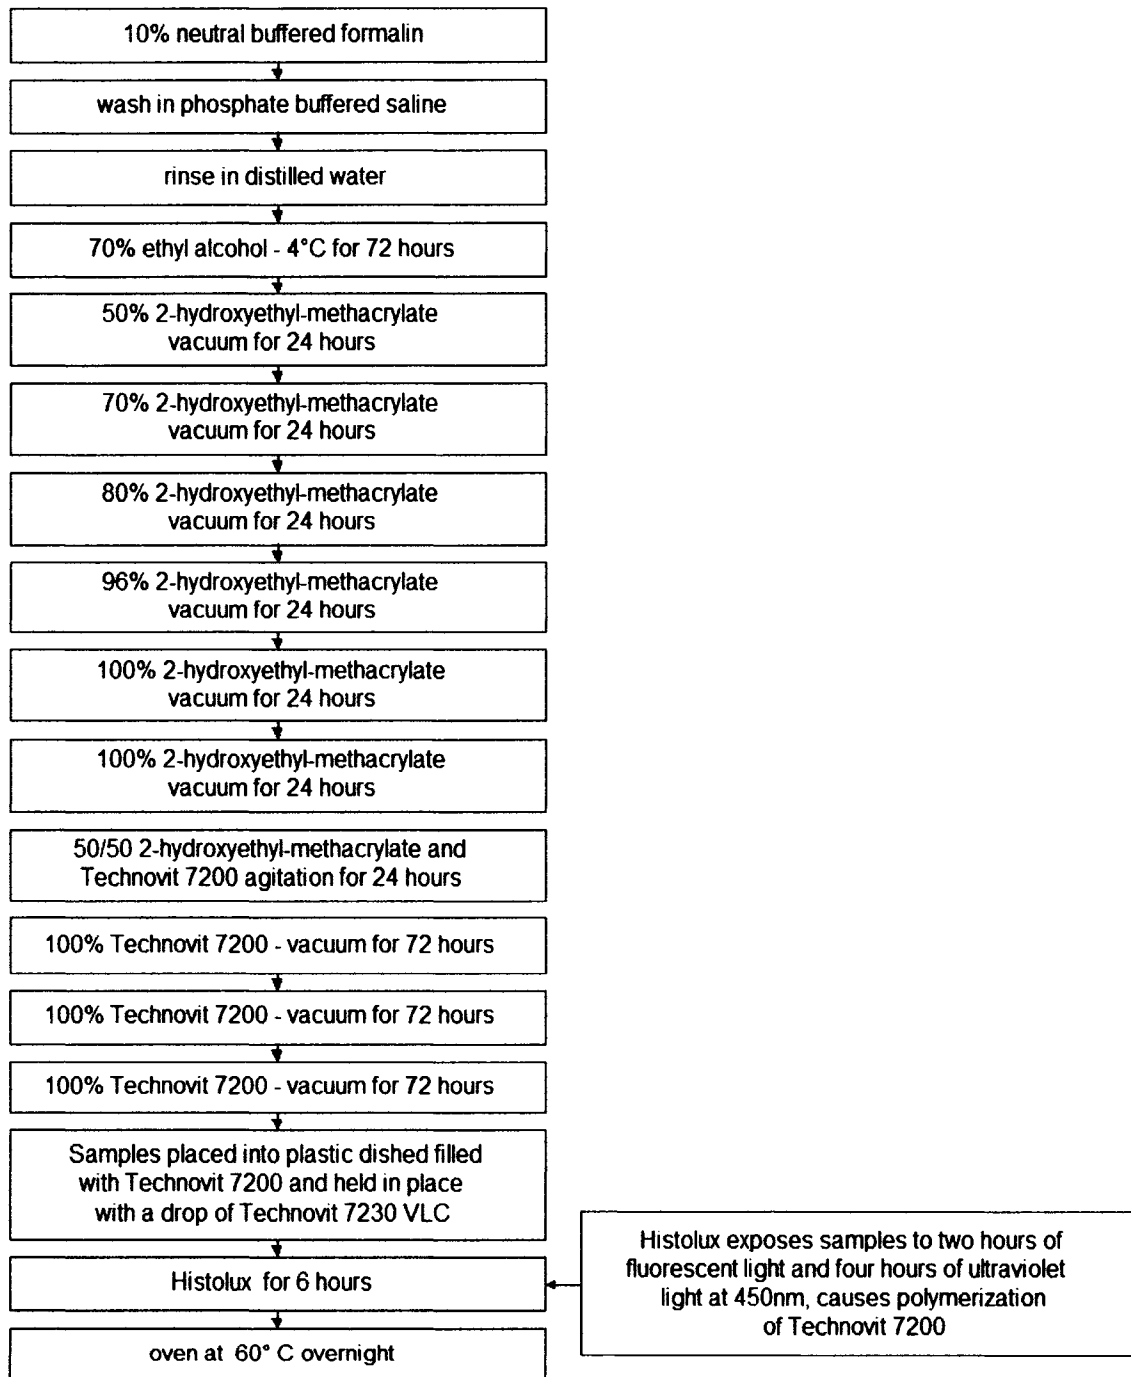 10% neutral buffered formalin
wash in phosphate buffered saline
rinse in distilled water
70% ethyl alcohol - 4°C for 72 hours
50% 2-hydroxyethyl-methacrylate
vacuum for 24 hours
70% 2-hydroxyethyl-methacrylate
vacuum for 24 hours
80% 2-hydroxyethyl-methacrylate
vacuum for 24 hours
96% 2-hydroxyethyl-methacrylate
vacuum for 24 hours
100% 2-hydroxyethyl-methacrylate
vacuum for 24 hours
100% 2-hydroxyethyl-methacrylate
vacuum for 24 hours
50/50 2-hydroxyethyl-methacrylate and
Technovit 7200 agitation for 24 hours
100% Technovit 7200 - vacuum for 72 hours
100% Technovit 7200 - vacuum for 72 hours
100% Technovit 7200 - vacuum for 72 hours
Samples placed into plastic dished filled
with Technovit 7200 and held in place
with a drop of Technovit 7230 VLC
Histolux for 6 hours
Histolux exposes samples to two hours of
fluorescent light and four hours of ultraviolet
light at 450nm, causes polymerization
of Technovit 7200
oven at 60° C overnight